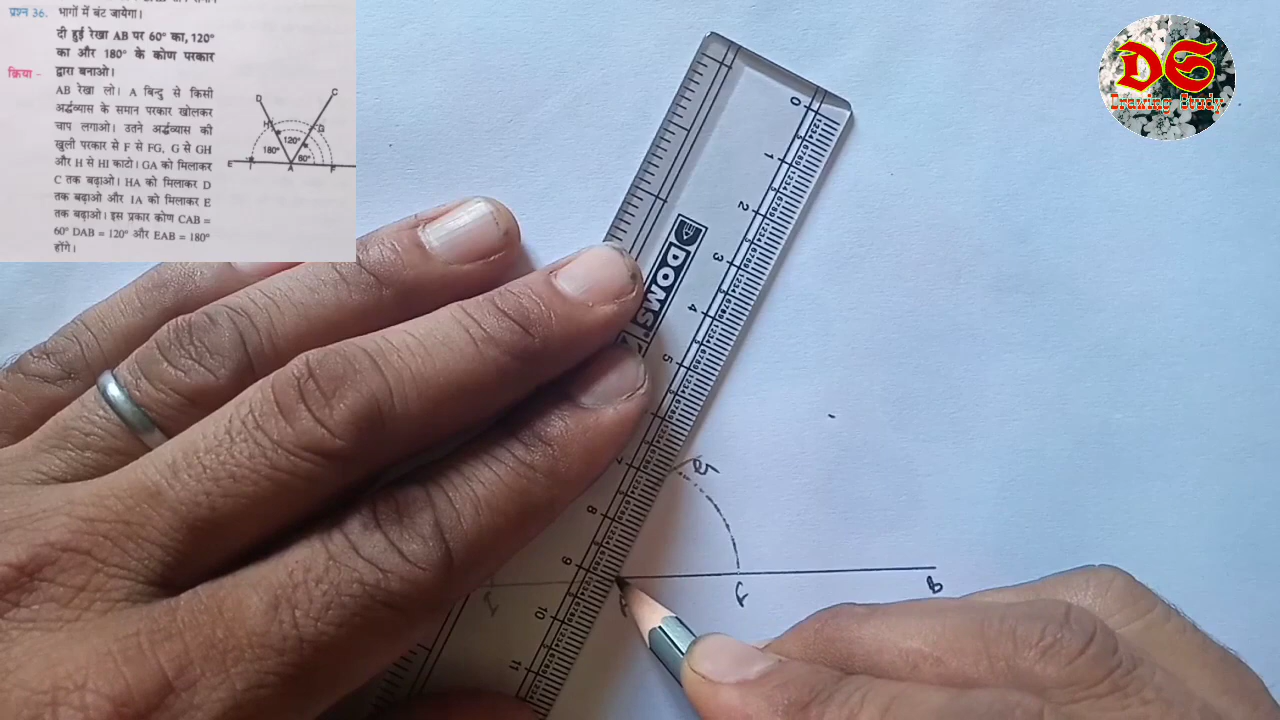 प्रश्न 36. भागों में बंट जायेगा।
दी हुई रेखा AB पर 60° का, 120°
का और 180° के कोण परकार
द्वारा बनाओ।
क्रिया -
AB रेखा लो। A बिन्दु से किसी
अर्द्धव्यास के समान परकार खोलकर
चाप लगाओ। उतने अर्द्धव्यास की
खुली परकार से F से FG, G से GH
और H से HI काटो। GA को मिलाकर
C तक बढ़ाओ। HA को मिलाकर D
तक बढ़ाओ और IA को मिलाकर E
तक बढ़ाओ। इस प्रकार कोण CAB =
60° DAB = 120° और EAB = 180°
होंगे।
D C
H G
120°
180° 60°
E I A F
DS
Drawing Study
DOMS
0
1
2
3
4
5
7
8
9
10
11
B